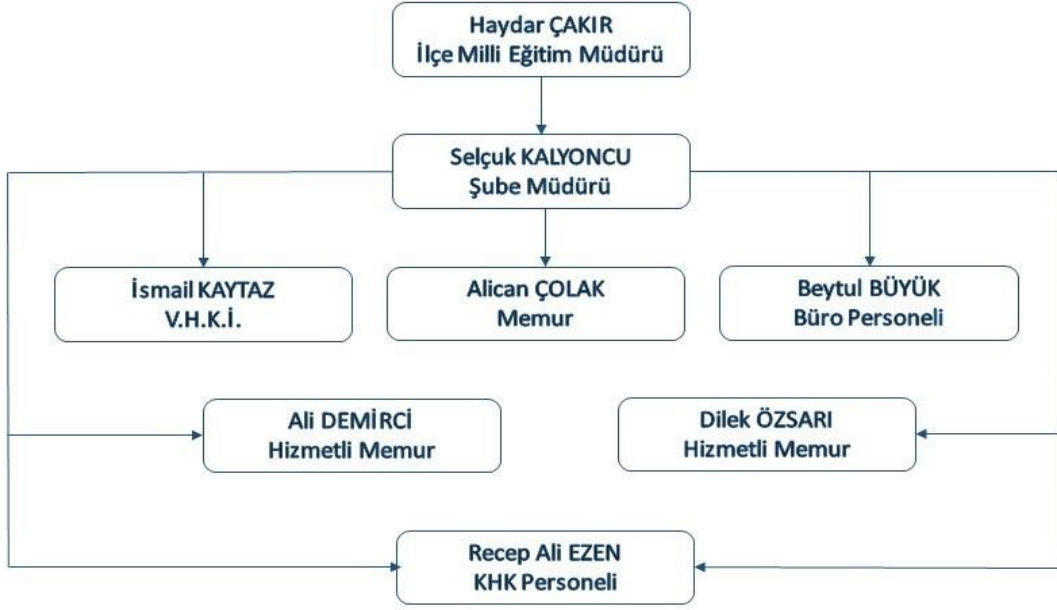 Haydar ÇAKIR
İlçe Milli Eğitim Müdürü
Selçuk KALYONCU
Şube Müdürü
İsmail KAYTAZ
V.H.K.İ.
Alican ÇOLAK
Memur
Beytul BÜYÜK
Büro Personeli
Ali DEMİRCİ
Hizmetli Memur
Dilek ÖZSARI
Hizmetli Memur
Recep Ali EZEN
KHK Personeli